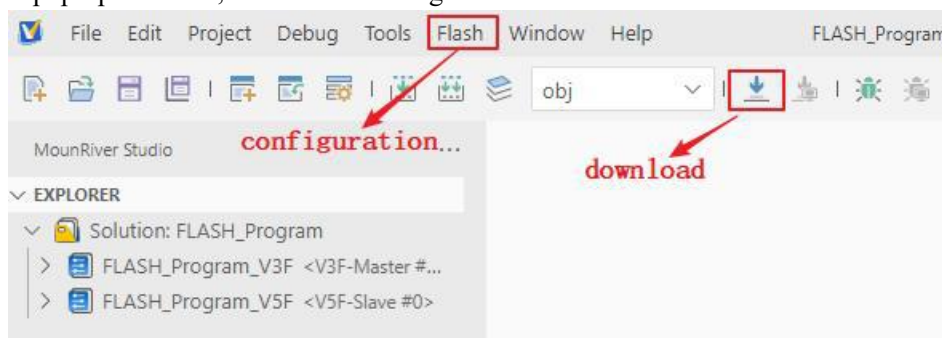 File Edit Project Debug Tools Flash Window Help FLASH_Program
obj
configuration...
MounRiver Studio
download
EXPLORER
Solution: FLASH_Program
FLASH_Program_V3F <V3F-Master #...
FLASH_Program_V5F <V5F-Slave #0>